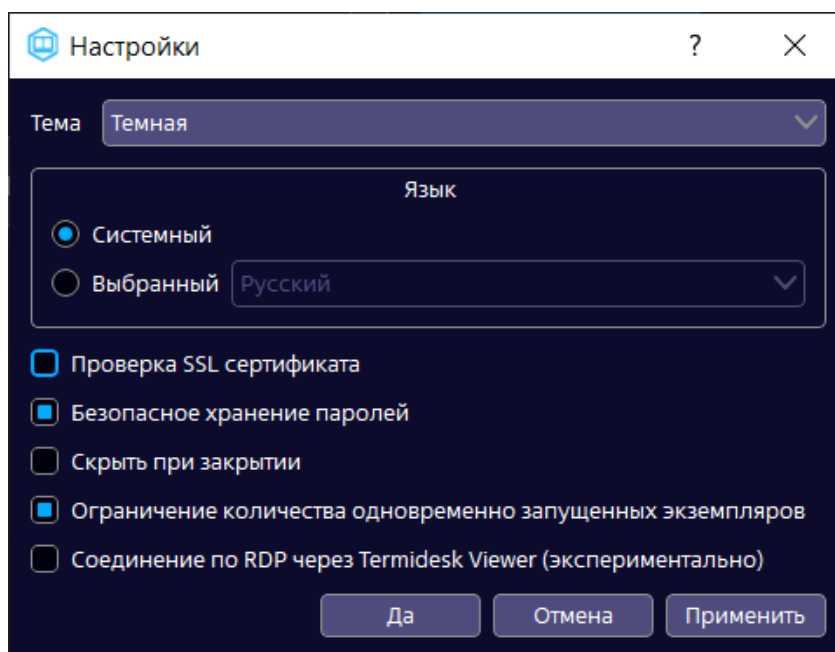 Настройки
?
Тема Темная
Язык
Системный
Выбранный Русский
Проверка SSL сертификата
Безопасное хранение паролей
Скрыть при закрытии
Ограничение количества одновременно запущенных экземпляров
Соединение по RDP через Termidesk Viewer (экспериментально)
Да Отмена Применить